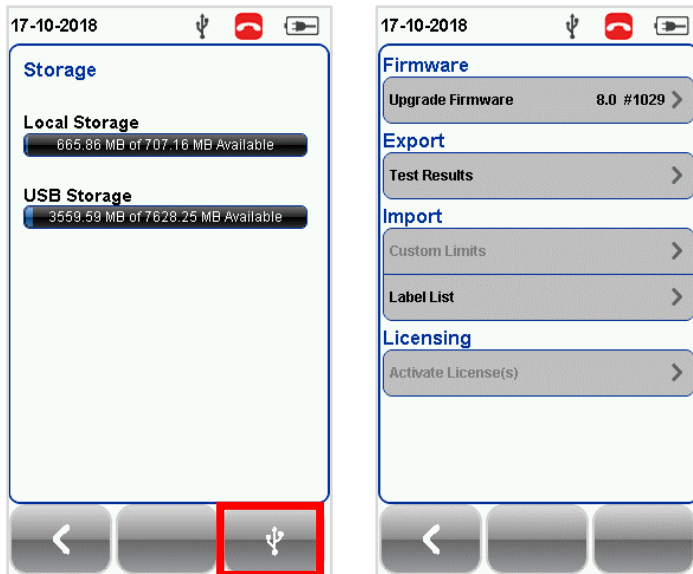 17-10-2018
Storage
Local Storage
665.86 MB of 707.16 MB Available
USB Storage
3559.59 MB of 7628.25 MB Available
17-10-2018
Firmware
Upgrade Firmware 8.0 #1029
Export
Test Results
Import
Custom Limits
Label List
Licensing
Activate License(s)